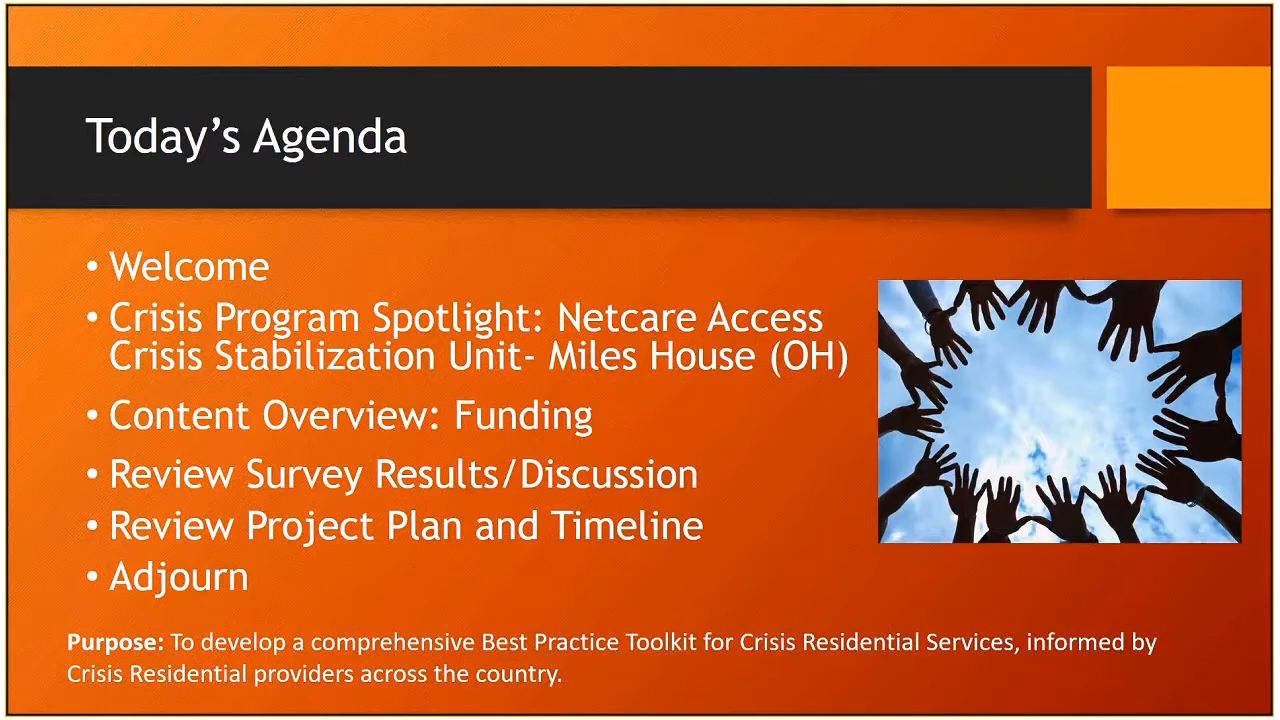 Today’s Agenda
• Welcome
• Crisis Program Spotlight: Netcare Access
Crisis Stabilization Unit- Miles House (OH)
• Content Overview: Funding
• Review Survey Results/Discussion
• Review Project Plan and Timeline
• Adjourn
Purpose: To develop a comprehensive Best Practice Toolkit for Crisis Residential Services, informed by
Crisis Residential providers across the country.